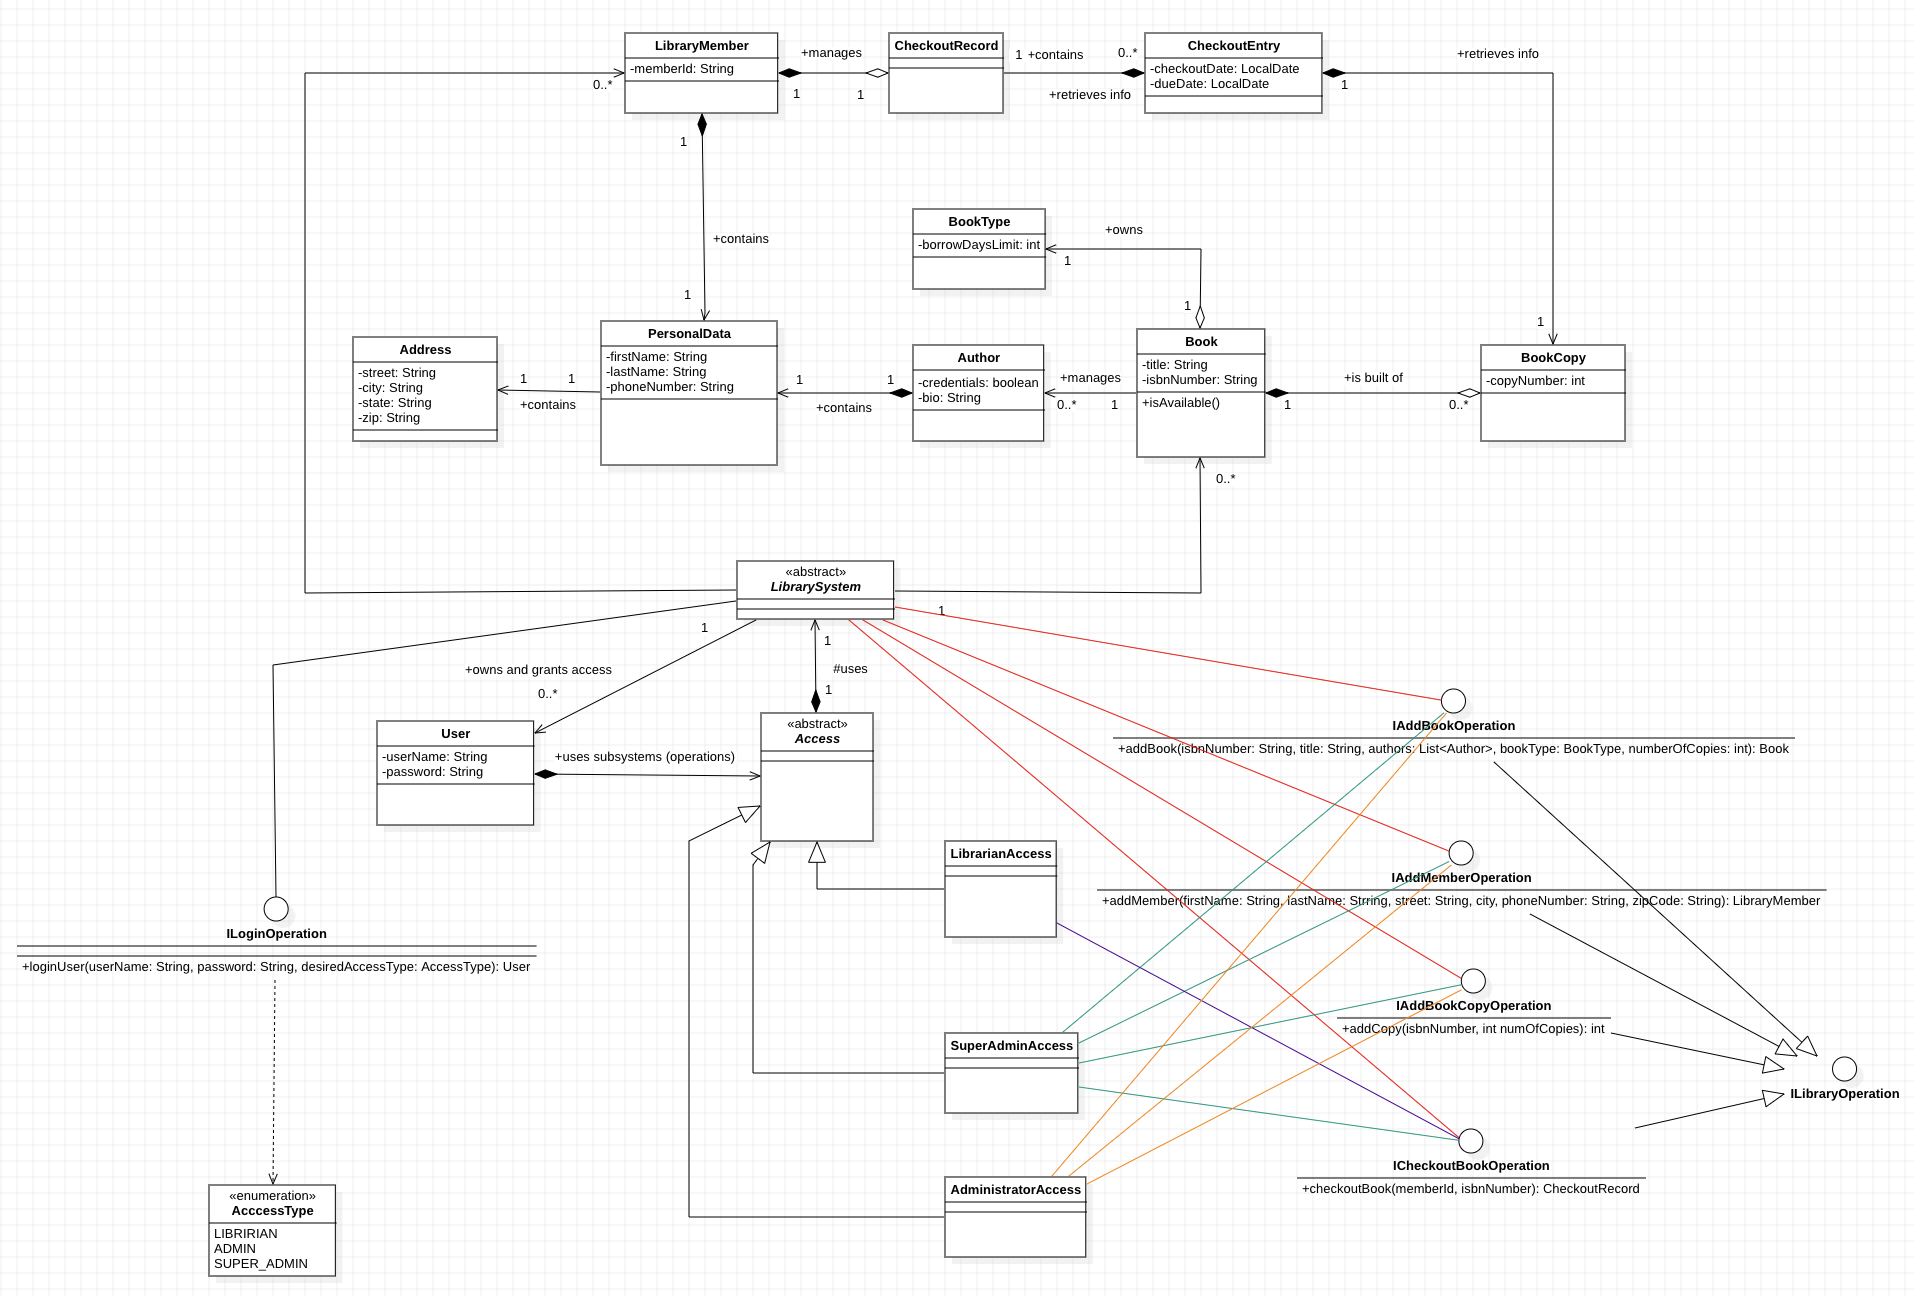 LibraryMember
-memberId: String
0..*
+manages
1
1
CheckoutRecord
1 +contains
0..*
+retrieves info
CheckoutEntry
-checkoutDate: LocalDate
-dueDate: LocalDate
1
+retrieves info
1
+contains
1
BookType
-borrowDaysLimit: int
+owns
1
1
1
Address
-street: String
-city: String
-state: String
-zip: String
1
1
+contains
PersonalData
-firstName: String
-lastName: String
-phoneNumber: String
1
1
+contains
Author
-credentials: boolean
-bio: String
+manages
0..*
1
Book
-title: String
-isbnNumber: String
+isAvailable()
+is built of
1
0..*
BookCopy
-copyNumber: int
0..*
«abstract»
LibrarySystem
1
1
1
+owns and grants access
#uses
0..*
1
User
-userName: String
-password: String
+uses subsystems (operations)
«abstract»
Access
IAddBookOperation
+addBook(isbnNumber: String, title: String, authors: List<Author>, bookType: BookType, numberOfCopies: int): Book
LibrarianAccess
IAddMemberOperation
+addMember(firstName: String, lastName: Strring, street: String, city, phoneNumber: String, zipCode: String): LibraryMember
ILoginOperation
+loginUser(userName: String, password: String, desiredAccessType: AccessType): User
IAddBookCopyOperation
+addCopy(isbnNumber, int numOfCopies): int
SuperAdminAccess
ILibraryOperation
ICheckoutBookOperation
+checkoutBook(memberId, isbnNumber): CheckoutRecord
AdministratorAccess
«enumeration»
AcccessType
LIBRIRIAN
ADMIN
SUPER_ADMIN